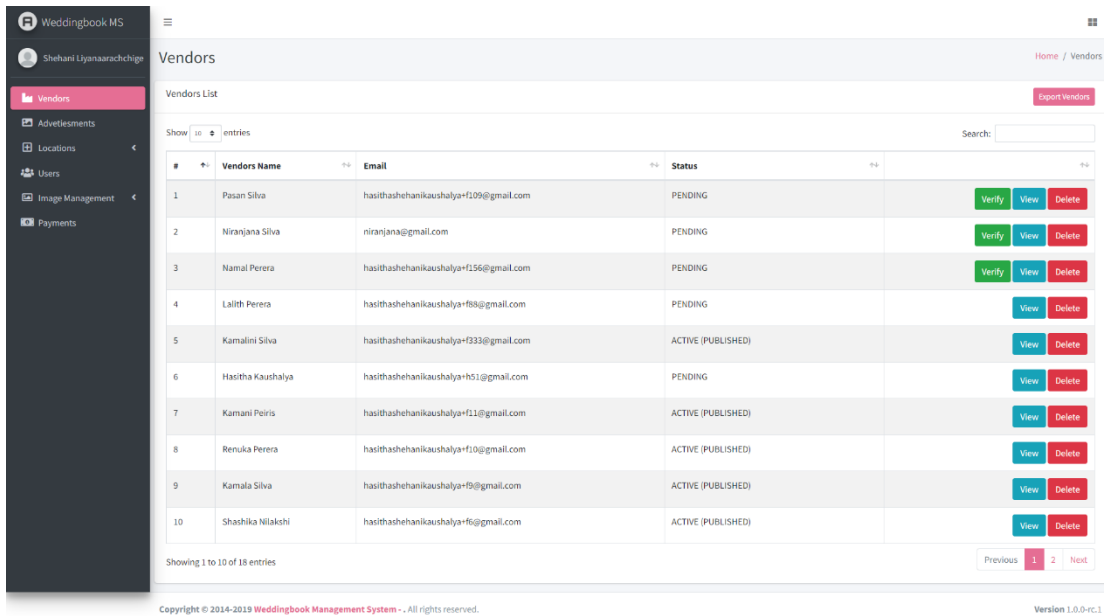 Weddingbook MS
Shehani Liyanaarachchige
Vendors
Advetiesments
Locations
Users
Image Management
Payments
Vendors
Home / Vendors
Vendors List
Export Vendors
Show 10 entries
Search:
# Vendors Name Email Status
1 Pasan Silva hasithashehanikaushalya+f109@gmail.com PENDING Verify View Delete
2 Niranjana Silva niranjana@gmail.com PENDING Verify View Delete
3 Namal Perera hasithashehanikaushalya+f156@gmail.com PENDING Verify View Delete
4 Lalith Perera hasithashehanikaushalya+f88@gmail.com PENDING View Delete
5 Kamalini Silva hasithashehanikaushalya+f333@gmail.com ACTIVE (PUBLISHED) View Delete
6 Hasitha Kaushalya hasithashehanikaushalya+h51@gmail.com PENDING View Delete
7 Kamani Peiris hasithashehanikaushalya+f11@gmail.com ACTIVE (PUBLISHED) View Delete
8 Renuka Perera hasithashehanikaushalya+f10@gmail.com ACTIVE (PUBLISHED) View Delete
9 Kamala Silva hasithashehanikaushalya+f9@gmail.com ACTIVE (PUBLISHED) View Delete
10 Shashika Nilakshi hasithashehanikaushalya+f6@gmail.com ACTIVE (PUBLISHED) View Delete
Showing 1 to 10 of 18 entries
Previous 1 2 Next
Copyright © 2014-2019 Weddingbook Management System - . All rights reserved.
Version 1.0.0-rc.1